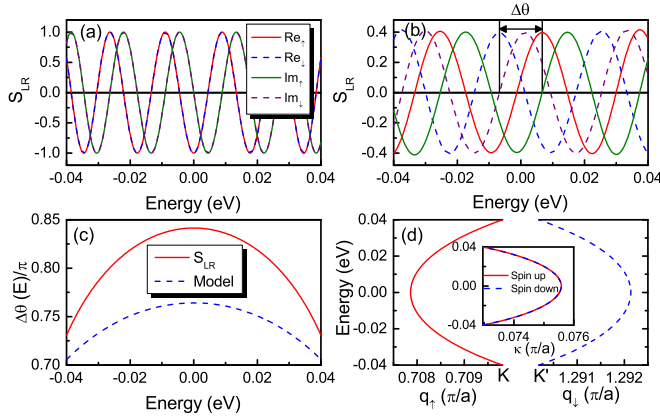 (a)
Re↑
Re↓
Im↑
Im↓
S_LR
1.0
0.5
0.0
-0.5
-1.0
-0.04 -0.02 0.00 0.02 0.04
Energy (eV)
(b)
Δθ
S_LR
0.4
0.2
0.0
-0.2
-0.4
-0.04 -0.02 0.00 0.02 0.04
Energy (eV)
(c)
S_LR
Model
Δθ(E)/π
0.85
0.80
0.75
0.70
-0.04 -0.02 0.00 0.02 0.04
Energy (eV)
(d)
Energy (eV)
0.04
0.02
0.00
-0.02
-0.04
0.04
0.00
-0.04
Spin up
Spin down
0.074 0.076
κ (π/a)
0.708 0.709 K K' 1.291 1.292
q↑ (π/a) q↓ (π/a)